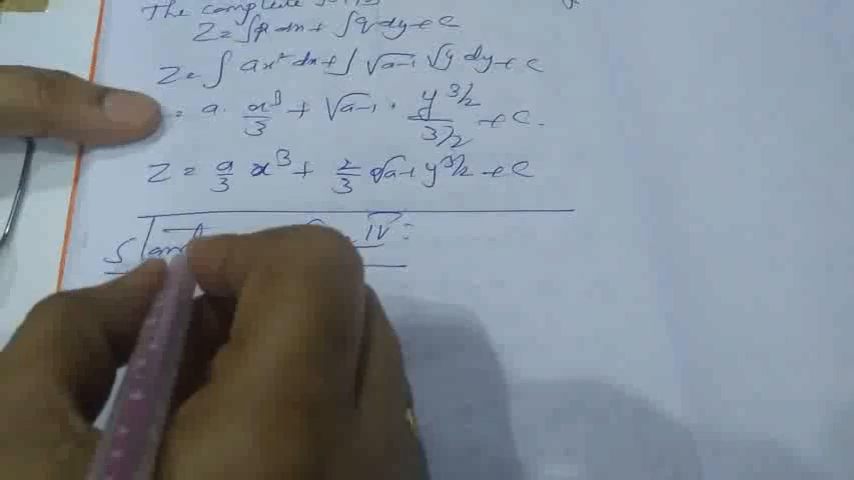 The complete
Z = ∫p dx + ∫q dy + c
Z = ∫ax² dx + ∫√a-1 √y dy + c
= a. x³/3 + √a-1 . y^3/2 / 3/2 + c.
Z = a/3 x³ + 2/3 √a-1 y^3/2 + c
IV :